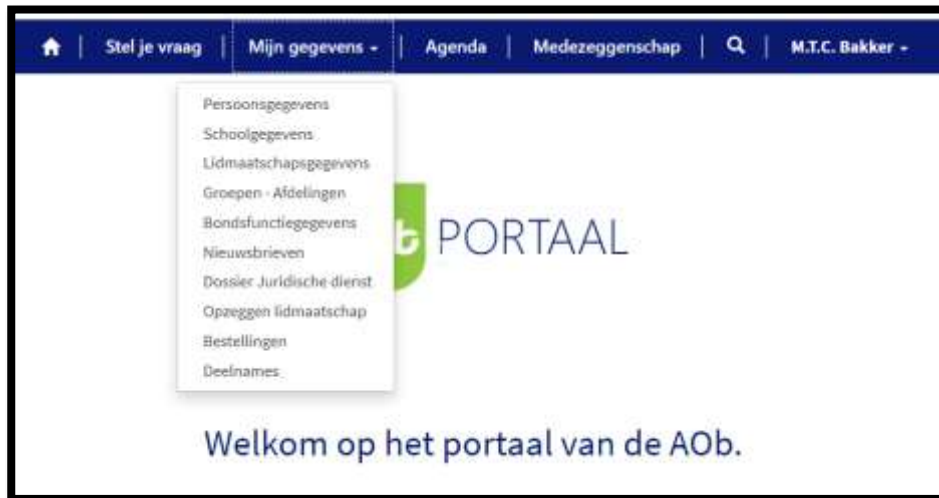 Stel je vraag | Mijn gegevens | Agenda | Medezeggenschap | M.T.C. Bakker
Persoonsgegevens
Schoolgegevens
Lidmaatschapsgegevens
Groepen - Afdelingen
Bondsfunctiegegevens
Nieuwsbrieven
Dossier Juridische dienst
Opzeggen lidmaatschap
Bestellingen
Deelnames
b PORTAAL
Welkom op het portaal van de AOb.